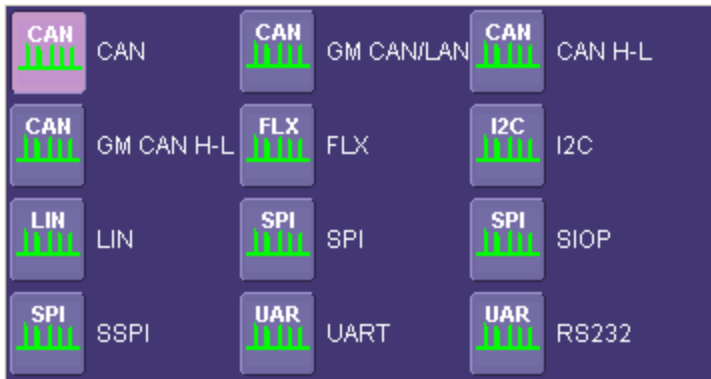 CAN CAN CAN GM CAN/LAN CAN CAN H-L
CAN GM CAN H-L FLX FLX I2C I2C
LIN LIN SPI SPI SPI SIOP
SPI SSPI UAR UART UAR RS232